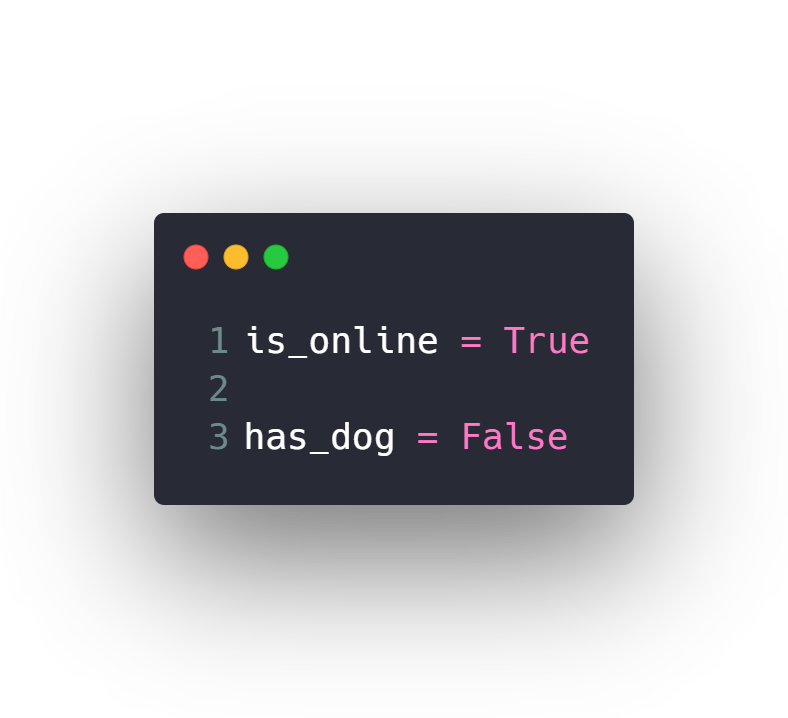 1 is_online = True
2
3 has_dog = False